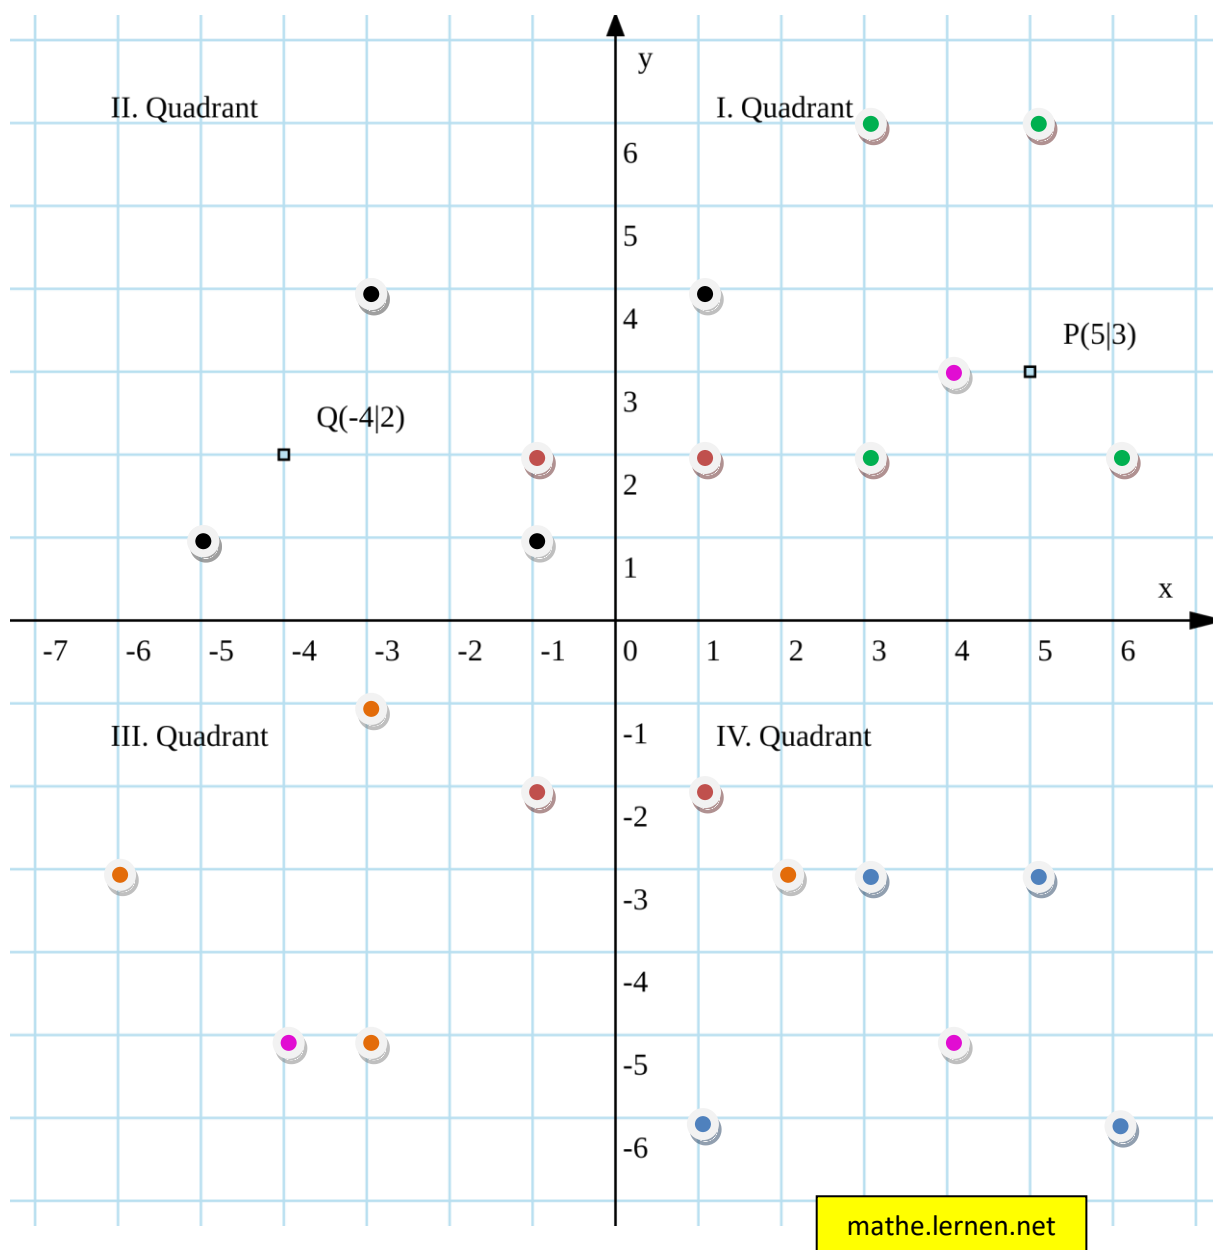 y
II. Quadrant
I. Quadrant
6
5
4
P(5|3)
3
Q(-4|2)
2
1
x
-7 -6 -5 -4 -3 -2 -1 0 1 2 3 4 5 6
III. Quadrant
-1
IV. Quadrant
-2
-3
-4
-5
-6
mathe.lernen.net